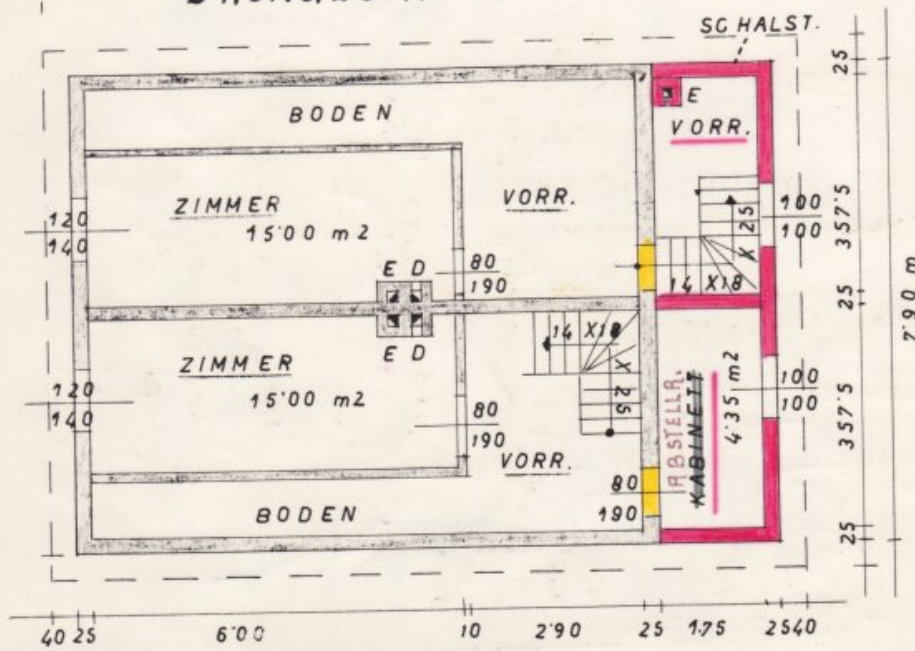 SCHALST.
E
BODEN
VORR.
ZIMMER
15'00 m2
VORR.
120
140
E D
80
190
100
100
X 25
14 X18
E D
ZIMMER
15'00 m2
120
140
14 X18
X 25
80
190
VORR.
ABSTELLR.
KABINETT
4'35 m2
100
100
80
190
BODEN
25
357'5
25
357'5
25
7'90 m
40 25 6'00 10 2'90 25 1'75 25 40